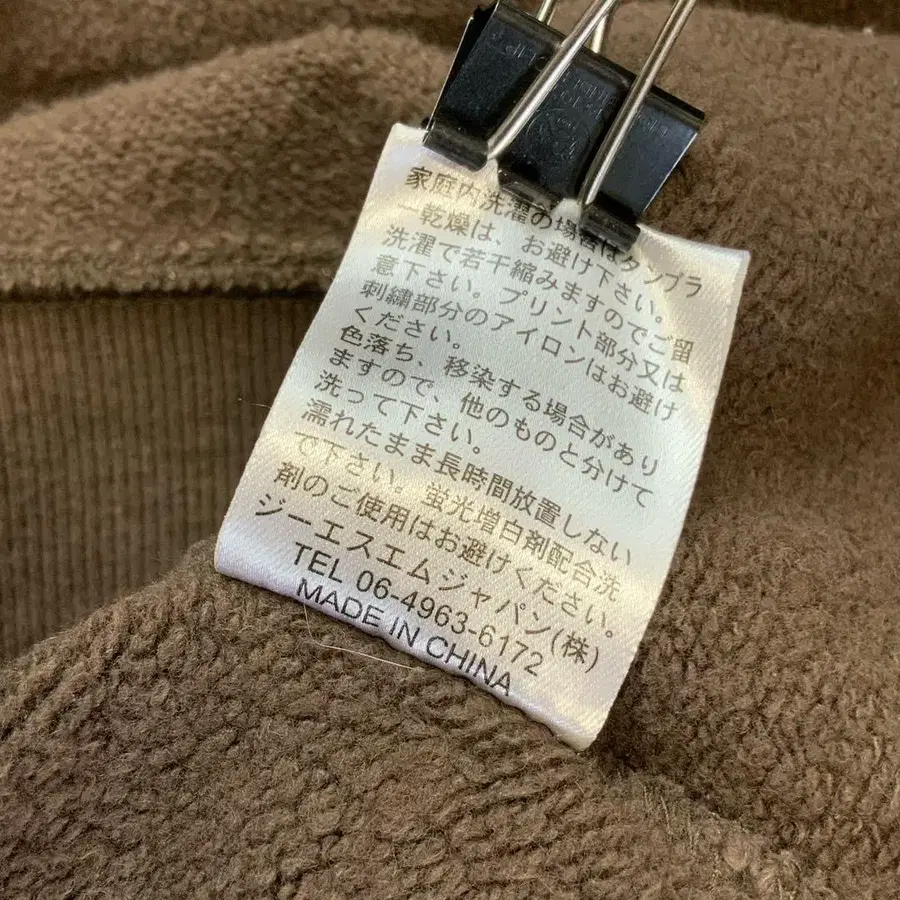 家庭内洗濯の場合はタンブラ
ー乾燥は、お避け下さい。
洗濯で若干縮みますのでご留
意下さい。プリント部分又は
刺繍部分のアイロンはお避け
ください。
色落ち、移染する場合があり
ますので、他のものと分けて
洗って下さい。
濡れたまま長時間放置しない
で下さい。蛍光増白剤配合洗
剤のご使用はお避けください。
ジーエスエムジャパン(株)
TEL 06-4963-6172
MADE IN CHINA